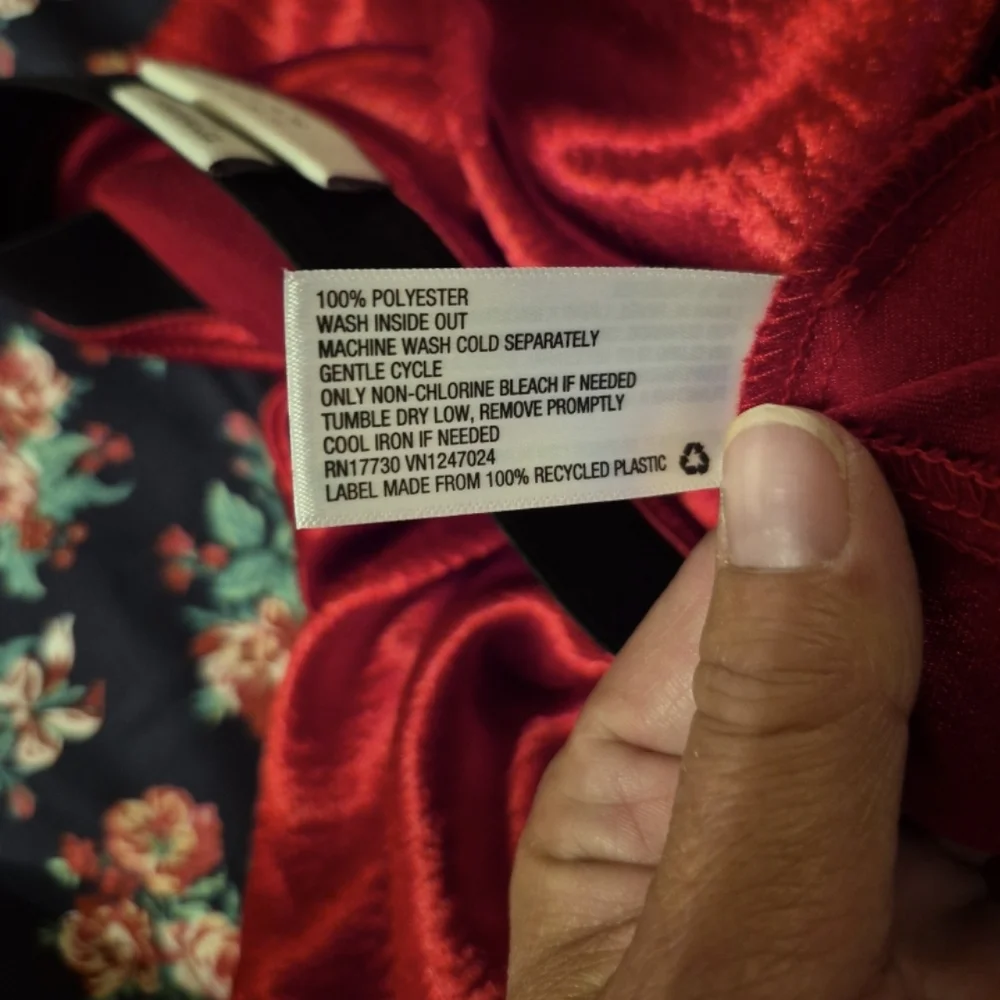 100% POLYESTER
WASH INSIDE OUT
MACHINE WASH COLD SEPARATELY
GENTLE CYCLE
ONLY NON-CHLORINE BLEACH IF NEEDED
TUMBLE DRY LOW, REMOVE PROMPTLY
COOL IRON IF NEEDED
RN17730 VN1247024
LABEL MADE FROM 100% RECYCLED PLASTIC